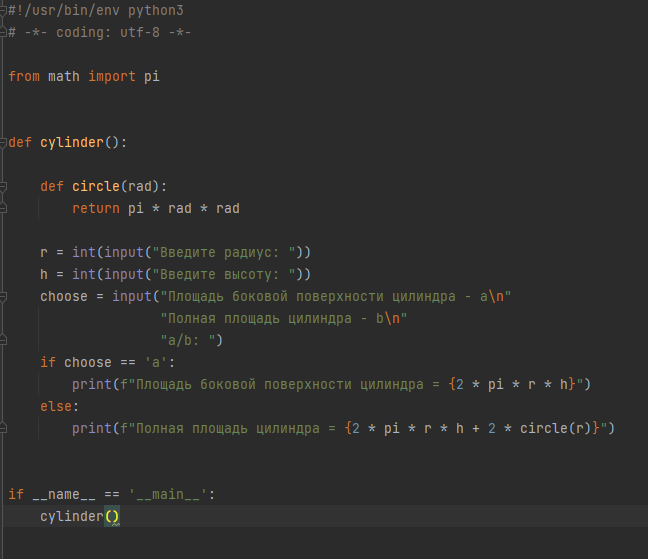 #!/usr/bin/env python3
# -*- coding: utf-8 -*-
from math import pi
def cylinder():
def circle(rad):
return pi * rad * rad
r = int(input("Введите радиус: "))
h = int(input("Введите высоту: "))
choose = input("Площадь боковой поверхности цилиндра - a\n"
"Полная площадь цилиндра - b\n"
"a/b: ")
if choose == 'a':
print(f"Площадь боковой поверхности цилиндра = {2 * pi * r * h}")
else:
print(f"Полная площадь цилиндра = {2 * pi * r * h + 2 * circle(r)}")
if __name__ == '__main__':
cylinder()